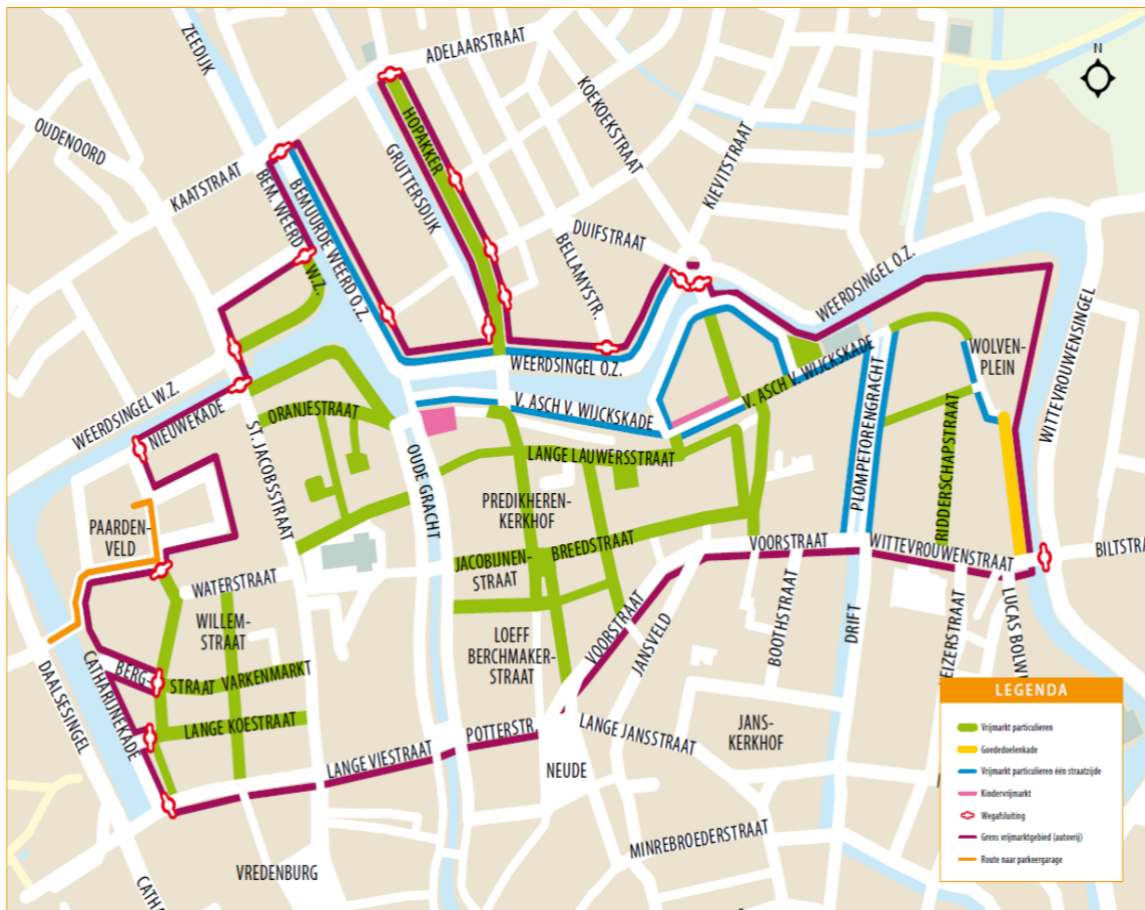 ZEEDIJK
ADELAARSTRAAT
N
OUDENOORD
KOEKOEKSTRAAT
HOPAKKER
GRUTTERSDIJK
KIEVITSTRAAT
KAATSTRAAT
BEM. WEERD
W.Z.
BEMUURDE WEERD O.Z.
DUIFSTRAAT
BELLAMYSTR.
WEERDSINGEL O.Z.
WITTEVROUWENSINGEL
WOLVEN-
PLEIN
WEERDSINGEL O.Z.
V. ASCH V. WIJCKSKADE
WEERDSINGEL W.Z.
NIEUWEKADE
ORANJESTRAAT
V. ASCH V. WIJCKSKADE
ST. JACOBSSTRAAT
OUDE GRACHT
LANGE LAUWERSSTRAAT
PLOMPETORENGRACHT
RIDDERSCHAPSTRAAT
PREDIKHEREN-
KERKHOF
PAARDEN-
VELD
JACOBIJNEN-
STRAAT
BREEDSTRAAT
VOORSTRAAT
WITTEVROUWENSTRAAT
BILTSTRA
WATERSTRAAT
WILLEM-
STRAAT
LOEFF
BERCHMAKER-
STRAAT
VOORSTRAAT
JANSVELD
BOOTHSTRAAT
DRIFT
EIZERSTRAAT
LUCAS BOLW
DAALSESINGEL
CATHARIJNEKADE
BERG-
STRAAT
VARKENMARKT
LANGE KOESTRAAT
LANGE VIESTRAAT
POTTERSTR.
LANGE JANSSTRAAT
JANS-
KERKHOF
NEUDE
MINREBROEDERSTRAAT
VREDENBURG
CATHA
LEGENDA
Vrijmarkt particulieren
Goededoelenkade
Vrijmarkt particulieren één straatzijde
Kindervrijmarkt
Wegafsluiting
Grens vrijmarktgebied (autovrij)
Route naar parkeergarage